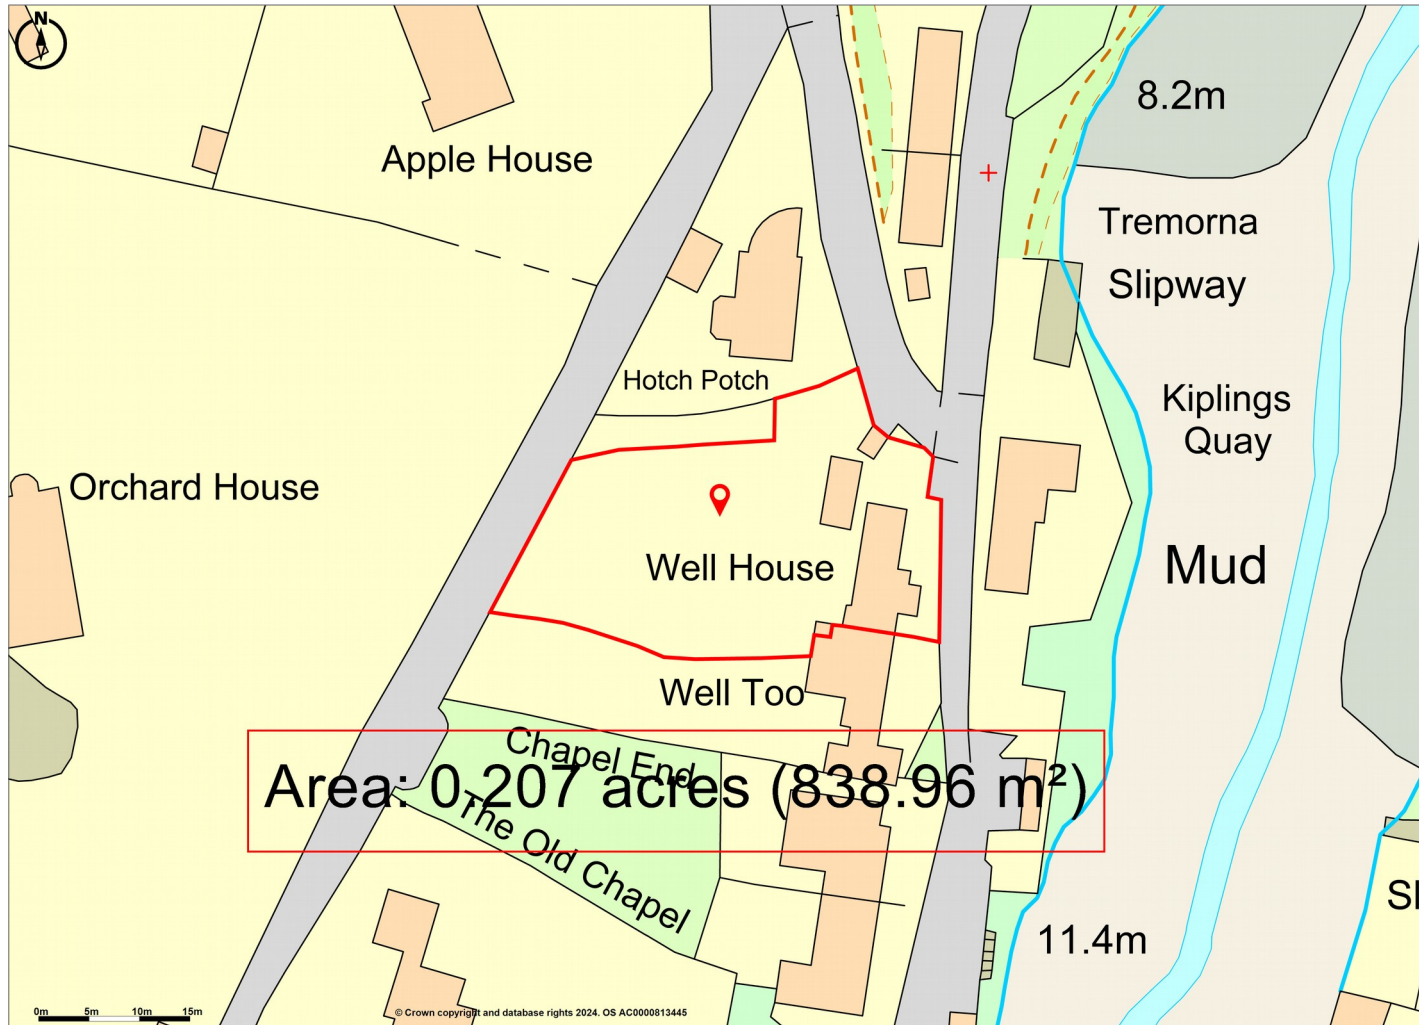 N
8.2m
Apple House
Tremorna
Slipway
Hotch Potch
Kiplings
Quay
Orchard House
Well House
Mud
Well Too
Chapel End
Area: 0.207 acres (838.96 m²)
The Old Chapel
11.4m
0m 5m 10m 15m
© Crown copyright and database rights 2024. OS AC0000813445